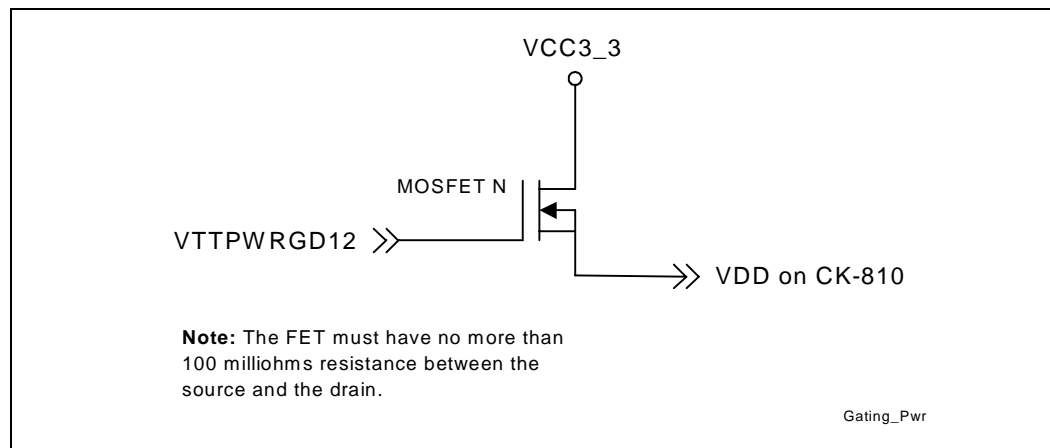 VCC3_3
MOSFET N
VTTPWRGD12
VDD on CK-810
Note: The FET must have no more than
100 milliohms resistance between the
source and the drain.
Gating_Pwr